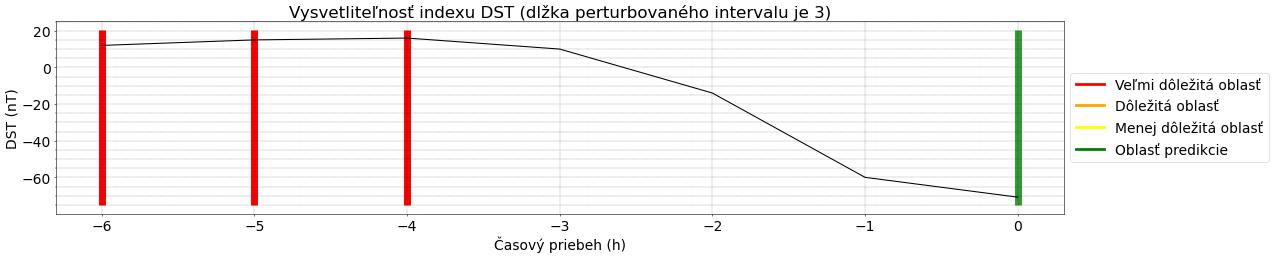 Vysvetliteľnosť indexu DST (dĺžka perturbovaného intervalu je 3)
DST (nT)
20
0
−20
−40
−60
−6
−5
−4
−3
−2
−1
0
Časový priebeh (h)
Veľmi dôležitá oblasť
Dôležitá oblasť
Menej dôležitá oblasť
Oblasť predikcie